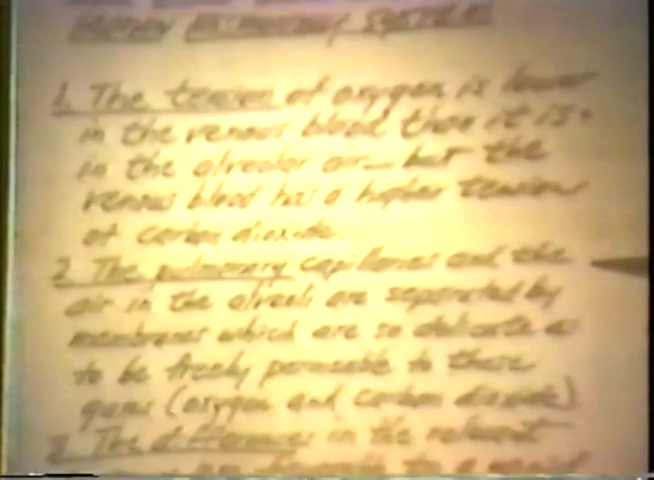 HUMAN RESPIRATORY SYSTEM
1. The tension of oxygen is lower
in the venous blood than it is
in the alveolar air — but the
venous blood has a higher tension
of carbon dioxide.
2. The pulmonary capillaries and the
air in the alveoli are separated by
membranes which are so delicate as
to be freely permeable to these
gases (oxygen and carbon dioxide)
3. The differences in the relevant